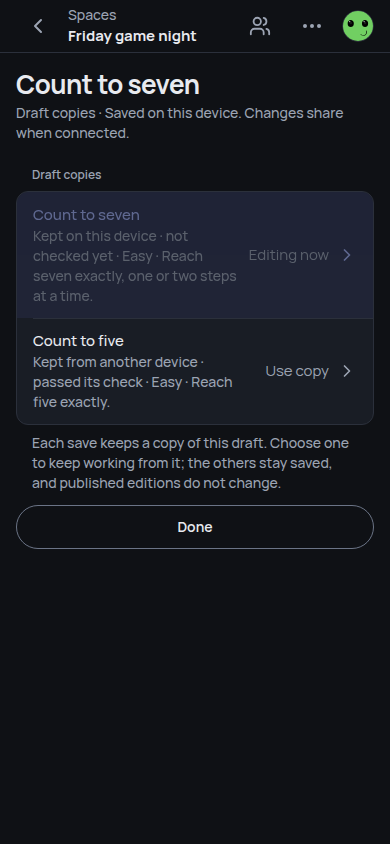 Spaces
Friday game night
Count to seven
Draft copies · Saved on this device. Changes share
when connected.
Draft copies
Count to seven
Kept on this device · not
checked yet · Easy · Reach
seven exactly, one or two steps
at a time.
Editing now
Count to five
Kept from another device ·
passed its check · Easy · Reach
five exactly.
Use copy
Each save keeps a copy of this draft. Choose one
to keep working from it; the others stay saved,
and published editions do not change.
Done